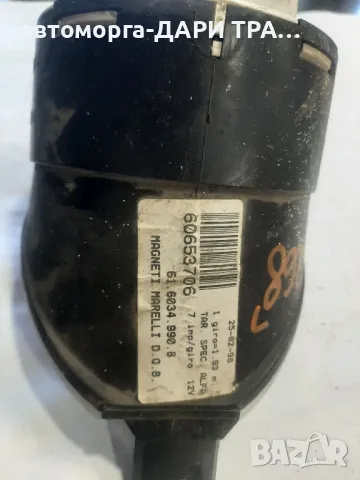 автоморга-ДАРИ ТРА...
25-02-98
1 giro=1.93 m.
TAR. SPEC. ALFA
7 imp/giro 12V
60653706
61.6034.990.8
MAGNETI MARELLI D.Q.B.
BAZAR